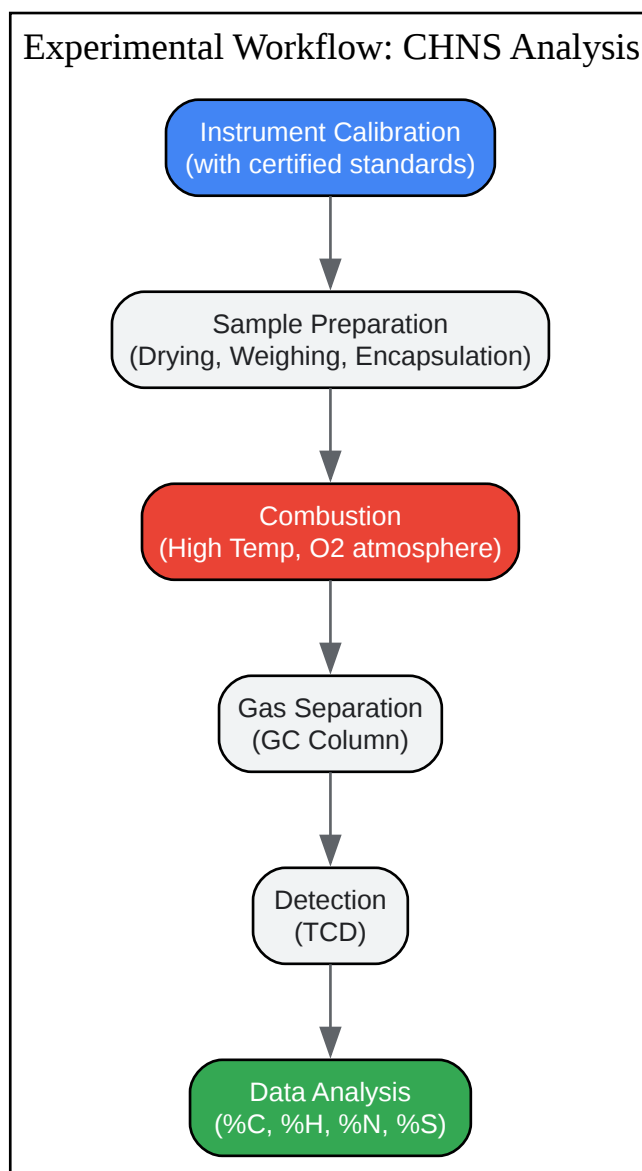 Experimental Workflow: CHNS Analysis
Instrument Calibration
(with certified standards)
Sample Preparation
(Drying, Weighing, Encapsulation)
Combustion
(High Temp, O2 atmosphere)
Gas Separation
(GC Column)
Detection
(TCD)
Data Analysis
(%C, %H, %N, %S)